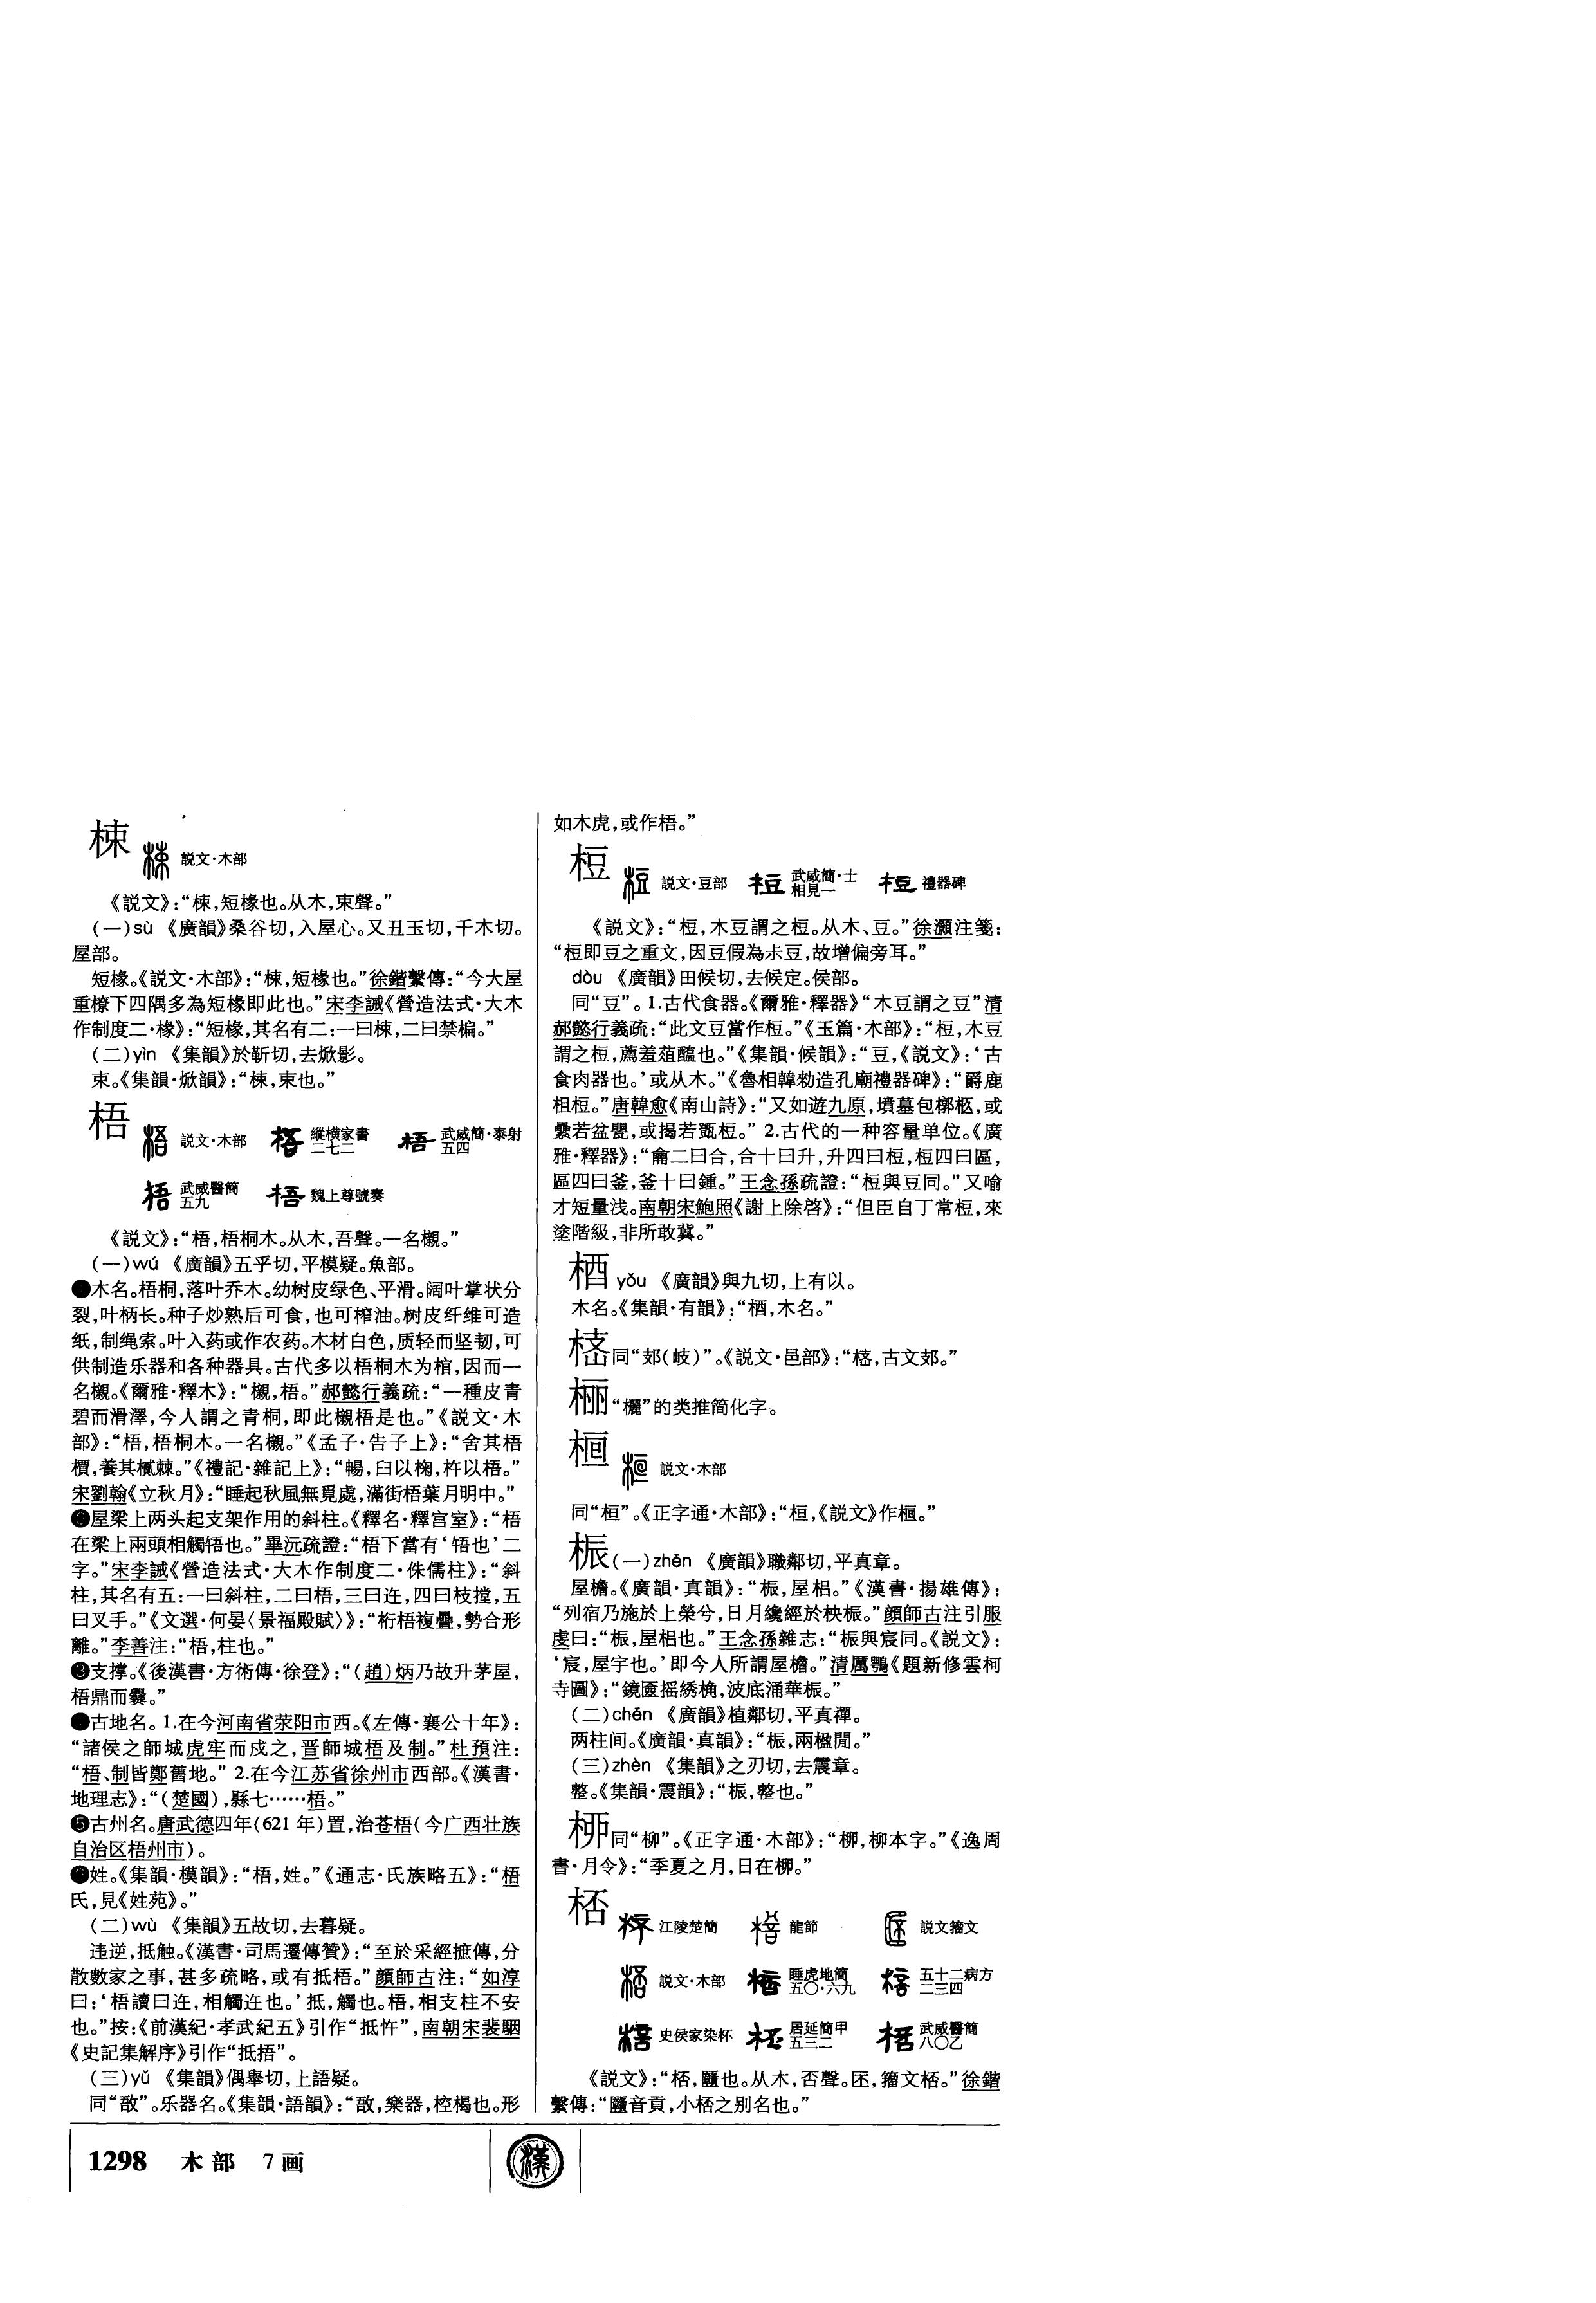 棟 説文·木部
《説文》：“棟，短椽也。从木，束聲。”
（一）sù 《廣韻》桑谷切，入屋心。又丑玉切，千木切。
屋部。
短椽。《説文·木部》：“棟，短椽也。”徐鍇繫傳：“今大屋
重橑下四隅多為短椽即此也。”宋李誡《營造法式·大木
作制度二·椽》：“短椽，其名有二：一曰棟，二曰禁楄。”
（二）yìn 《集韻》於靳切，去焮影。
束。《集韻·焮韻》：“棟，束也。”
梧 説文·木部 縱横家書二七二 武威簡·泰射五四
武威醫簡五九 魏上尊號奏
《説文》：“梧，梧桐木。从木，吾聲。一名櫬。”
（一）wú 《廣韻》五乎切，平模疑。魚部。
●木名。梧桐，落叶乔木。幼树皮绿色、平滑。阔叶掌状分
裂，叶柄长。种子炒熟后可食，也可榨油。树皮纤维可造
纸，制绳索。叶入药或作农药。木材白色，质轻而坚韧，可
供制造乐器和各种器具。古代多以梧桐木为棺，因而一
名櫬。《爾雅·釋木》：“櫬，梧。”郝懿行義疏：“一種皮青
碧而滑澤，今人謂之青桐，即此櫬梧是也。”《説文·木
部》：“梧，梧桐木。一名櫬。”《孟子·告子上》：“舍其梧
檟，養其樲棘。”《禮記·雜記上》：“暢，臼以椈，杵以梧。”
宋劉翰《立秋月》：“睡起秋風無覓處，滿街梧葉月明中。”
❷屋梁上两头起支架作用的斜柱。《釋名·釋宫室》：“梧
在梁上兩頭相觸牾也。”畢沅疏證：“梧下當有‘牾也’二
字。”宋李誡《營造法式·大木作制度二·侏儒柱》：“斜
柱，其名有五：一曰斜柱，二曰梧，三曰迕，四曰枝摚，五
曰叉手。”《文選·何晏〈景福殿賦〉》：“桁梧複疊，勢合形
離。”李善注：“梧，柱也。”
❸支撑。《後漢書·方術傳·徐登》：“（趙）炳乃故升茅屋，
梧鼎而爨。”
●古地名。1.在今河南省荥阳市西。《左傳·襄公十年》：
“諸侯之師城虎牢而戍之，晋師城梧及制。”杜預注：
“梧、制皆鄭舊地。” 2.在今江苏省徐州市西部。《漢書·
地理志》：“（楚國），縣七……梧。”
❺古州名。唐武德四年（621年）置，治苍梧（今广西壮族
自治区梧州市）。
❻姓。《集韻·模韻》：“梧，姓。”《通志·氏族略五》：“梧
氏，見《姓苑》。”
（二）wù 《集韻》五故切，去暮疑。
违逆，抵触。《漢書·司馬遷傳贊》：“至於采經摭傳，分
散數家之事，甚多疏略，或有抵梧。”顔師古注：“如淳
曰：‘梧讀曰迕，相觸迕也。’抵，觸也。梧，相支柱不安
也。”按：《前漢紀·孝武紀五》引作“抵忤”，南朝宋裴駰
《史記集解序》引作“抵捂”。
（三）yǔ 《集韻》偶舉切，上語疑。
同“敔”。乐器名。《集韻·語韻》：“敔，樂器，椌楬也。形
如木虎，或作梧。”
桓 説文·豆部 武威簡·士相見一 禮器碑
《説文》：“梪，木豆謂之梪。从木、豆。”徐灝注箋：
“梪即豆之重文，因豆假為尗豆，故增偏旁耳。”
dòu 《廣韻》田候切，去候定。侯部。
同“豆”。1.古代食器。《爾雅·釋器》“木豆謂之豆”清
郝懿行義疏：“此文豆當作梪。”《玉篇·木部》：“梪，木豆
謂之梪，薦羞菹醢也。”《集韻·候韻》：“豆，《説文》：‘古
食肉器也。’或从木。”《魯相韓勑造孔廟禮器碑》：“爵鹿
柤梪。”唐韓愈《南山詩》：“又如遊九原，墳墓包槨柩，或
纍若盆甖，或揭若甑梪。” 2.古代的一种容量单位。《廣
雅·釋器》：“龠二曰合，合十曰升，升四曰梪，梪四曰區，
區四曰釜，釜十曰鍾。”王念孫疏證：“梪與豆同。”又喻
才短量浅。南朝宋鮑照《謝上除啓》：“但臣自丁常梪，來
塗階級，非所敢冀。”
梄 yǒu 《廣韻》與九切，上有以。
木名。《集韻·有韻》：“梄，木名。”
同“郂（岐）”。《説文·邑部》：“，古文郂。”
“欐”的类推简化字。
説文·木部
同“桓”。《正字通·木部》：“桓，《説文》作。”
桭（一）zhēn 《廣韻》職鄰切，平真章。
屋檐。《廣韻·真韻》：“桭，屋梠。”《漢書·揚雄傳》：
“列宿乃施於上榮兮，日月纔經於柍桭。”顔師古注引服
虔曰：“桭，屋梠也。”王念孫雜志：“桭與宸同。《説文》：
‘宸，屋宇也。’即今人所謂屋檐。”清厲鶚《題新修雲柯
寺圖》：“鏡匳摇綉桷，波底涌華桭。”
（二）chén 《廣韻》植鄰切，平真禪。
两柱间。《廣韻·真韻》：“桭，兩楹閒。”
（三）zhèn 《集韻》之刃切，去震章。
整。《集韻·震韻》：“桭，整也。”
桺同“柳”。《正字通·木部》：“桺，柳本字。”《逸周
書·月令》：“季夏之月，日在桺。”
桮 江陵楚簡 龍節 説文籀文
説文·木部 睡虎地簡五〇·六九 五十二病方二三四
史侯家染杯 居延簡甲五三二 武威醫簡八〇乙
《説文》：“桮，𠤎也。从木，否聲。匼，籀文桮。”徐鍇
繫傳：“音貢，小桮之别名也。”
1298 木部 7画
漢